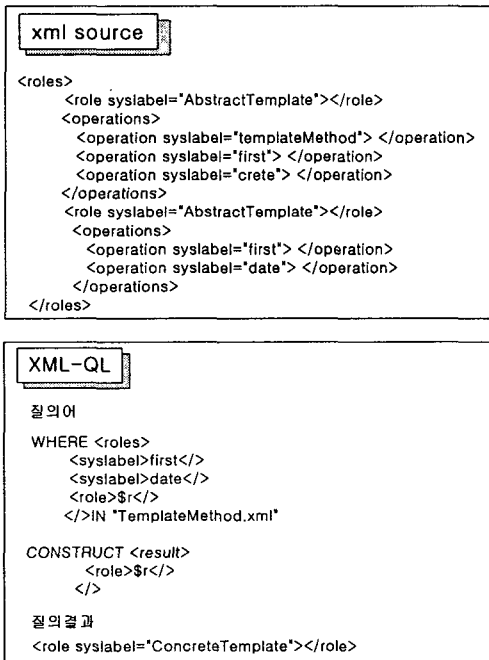 xml source
<roles>
<role syslabel="AbstractTemplate"></role>
<operations>
<operation syslabel="templateMethod"> </operation>
<operation syslabel="first"> </operation>
<operation syslabel="crete"> </operation>
</operations>
<role syslabel="AbstractTemplate"></role>
<operations>
<operation syslabel="first"> </operation>
<operation syslabel="date"> </operation>
</operations>
</roles>
XML-QL
질의어
WHERE <roles>
<syslabel>first</>
<syslabel>date</>
<role>$r</>
</>IN "TemplateMethod.xml"
CONSTRUCT <result>
<role>$r</>
</>
질의결과
<role syslabel="ConcreteTemplate"></role>